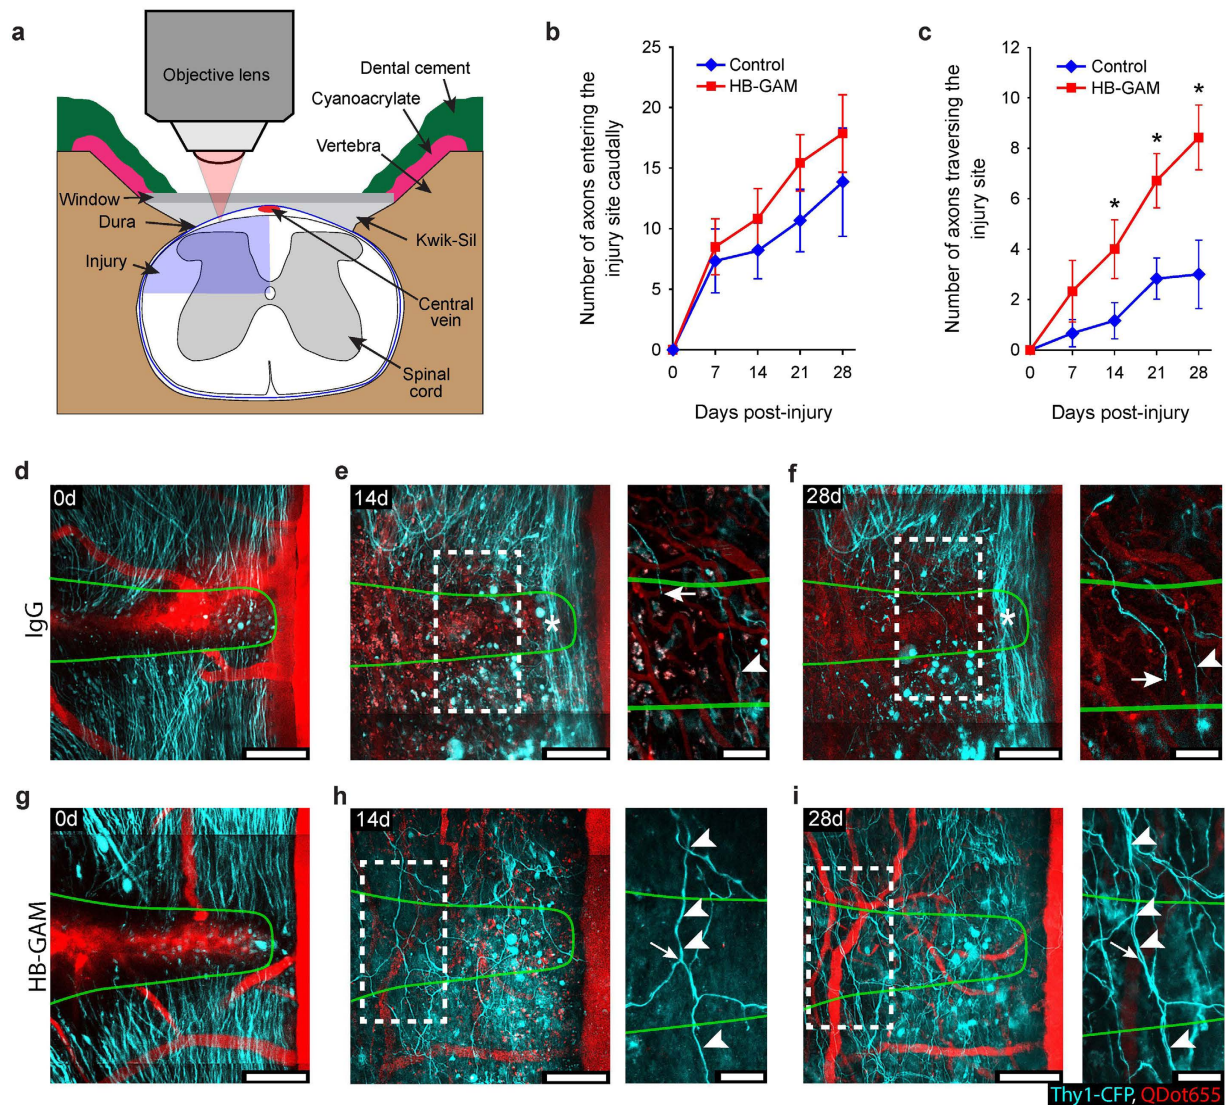 a
Objective lens
Dental cement
Cyanoacrylate
Vertebra
Window
Dura
Injury
Kwik-Sil
Central
vein
Spinal
cord
b
Number of axons entering the
injury site caudally
25
20
15
10
5
0
Control
HB-GAM
0 7 14 21 28
Days post-injury
c
Number of axons traversing the
injury site
12
10
8
6
4
2
0
Control
HB-GAM
* * *
0 7 14 21 28
Days post-injury
IgG
d
0d
e
14d
*
f
28d
*
HB-GAM
g
0d
h
14d
i
28d
Thy1-CFP, QDot655